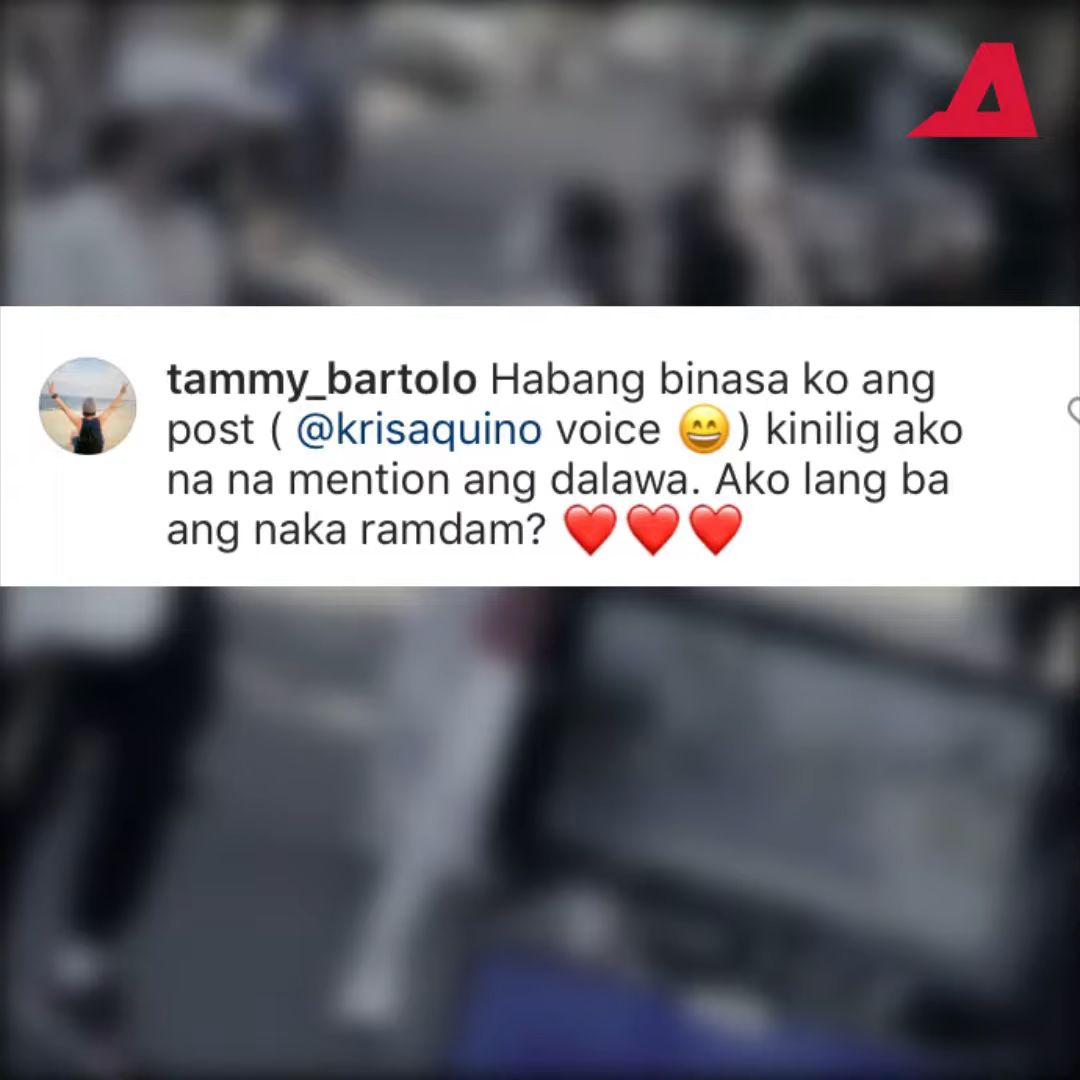 tammy_bartolo Habang binasa ko ang
post ( @krisaquino voice 😄) kinilig ako
na na mention ang dalawa. Ako lang ba
ang naka ramdam? ❤️❤️❤️